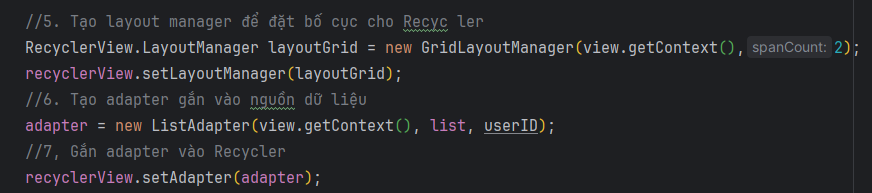 //5. Tạo layout manager để đặt bố cục cho Recyc ler
RecyclerView.LayoutManager layoutGrid = new GridLayoutManager(view.getContext(), spanCount: 2);
recyclerView.setLayoutManager(layoutGrid);
//6. Tạo adapter gắn vào nguồn dữ liệu
adapter = new ListAdapter(view.getContext(), list, userID);
//7, Gắn adapter vào Recycler
recyclerView.setAdapter(adapter);